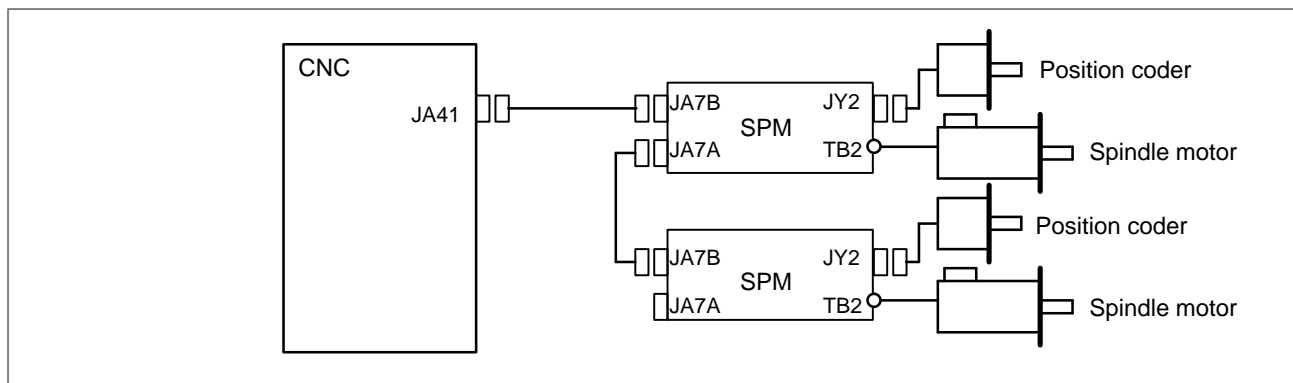 CNC
JA41
JA7B
JY2
SPM
JA7A
TB2
Position coder
Spindle motor
JA7B
JY2
SPM
JA7A
TB2
Position coder
Spindle motor